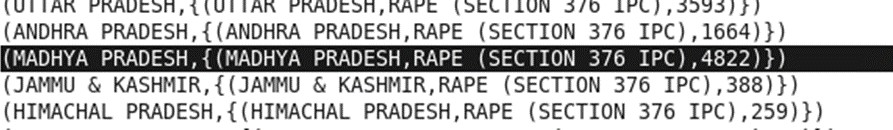 (UTTAR PRADESH,{(UTTAR PRADESH,RAPE (SECTION 376 IPC),3593)})
(ANDHRA PRADESH,{(ANDHRA PRADESH,RAPE (SECTION 376 IPC),1664)})
(MADHYA PRADESH,{(MADHYA PRADESH,RAPE (SECTION 376 IPC),4822)})
(JAMMU & KASHMIR,{(JAMMU & KASHMIR,RAPE (SECTION 376 IPC),388)})
(HIMACHAL PRADESH,{(HIMACHAL PRADESH,RAPE (SECTION 376 IPC),259)})